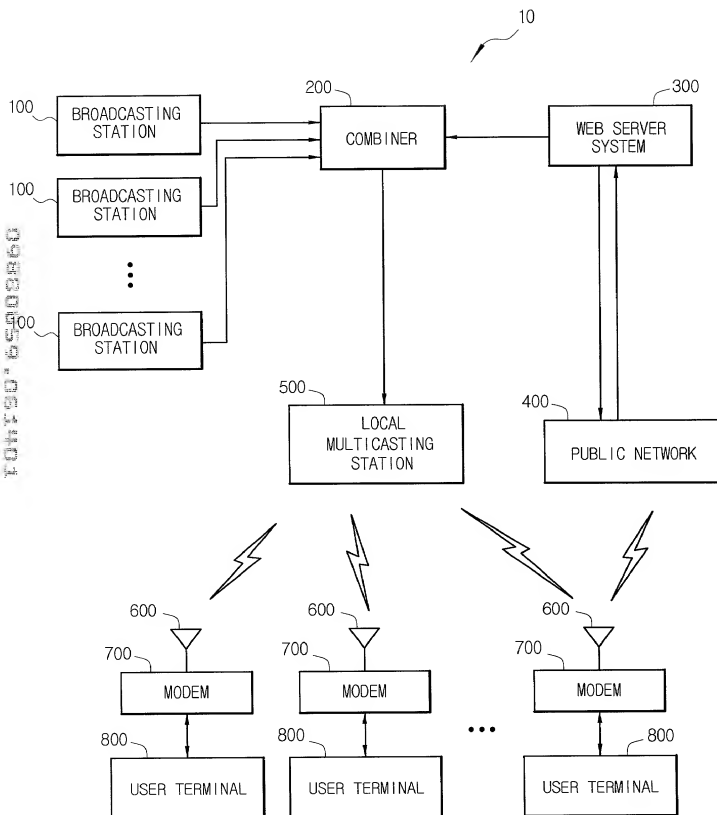 10
200
300
100
BROADCASTING
STATION
COMBINER
WEB SERVER
SYSTEM
100
BROADCASTING
STATION
100
BROADCASTING
STATION
500
400
LOCAL
MULTICASTING
STATION
PUBLIC NETWORK
600
600
600
700
700
700
MODEM
MODEM
MODEM
800
800
800
USER TERMINAL
USER TERMINAL
USER TERMINAL